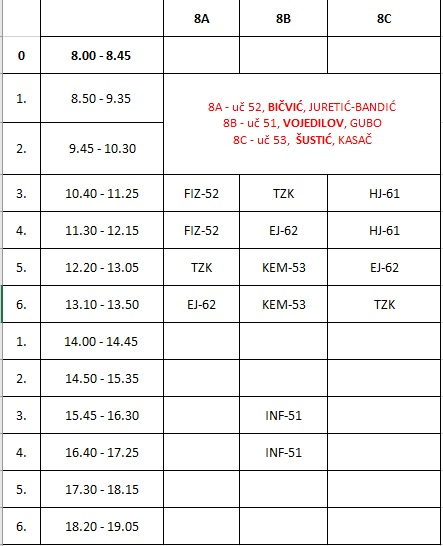 8A 8B 8C
0 8.00 - 8.45
1. 8.50 - 9.35
8A - uč 52, BIČVIĆ, JURETIĆ-BANDIĆ
8B - uč 51, VOJEDILOV, GUBO
8C - uč 53, ŠUSTIĆ, KASAČ
2. 9.45 - 10.30
3. 10.40 - 11.25 FIZ-52 TZK HJ-61
4. 11.30 - 12.15 FIZ-52 EJ-62 HJ-61
5. 12.20 - 13.05 TZK KEM-53 EJ-62
6. 13.10 - 13.50 EJ-62 KEM-53 TZK
1. 14.00 - 14.45
2. 14.50 - 15.35
3. 15.45 - 16.30 INF-51
4. 16.40 - 17.25 INF-51
5. 17.30 - 18.15
6. 18.20 - 19.05